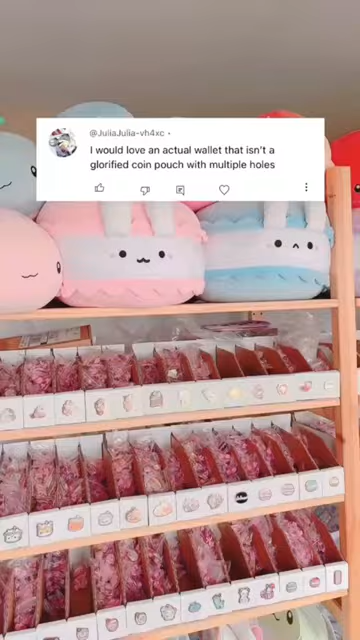 @JuliaJulia-vh4xc •
I would love an actual wallet that isn't a
glorified coin pouch with multiple holes